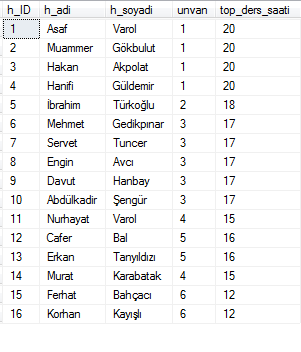 h_ID h_adi h_soyadi unvan top_ders_saati
1 Asaf Varol 1 20
2 Muammer Gökbulut 1 20
3 Hakan Akpolat 1 20
4 Hanifi Güldemir 1 20
5 İbrahim Türkoğlu 2 18
6 Mehmet Gedikpınar 3 17
7 Servet Tuncer 3 17
8 Engin Avcı 3 17
9 Davut Hanbay 3 17
10 Abdülkadir Şengür 3 17
11 Nurhayat Varol 4 15
12 Cafer Bal 5 16
13 Erkan Tanyıldızı 5 16
14 Murat Karabatak 4 15
15 Ferhat Bahçacı 6 12
16 Korhan Kayışlı 6 12